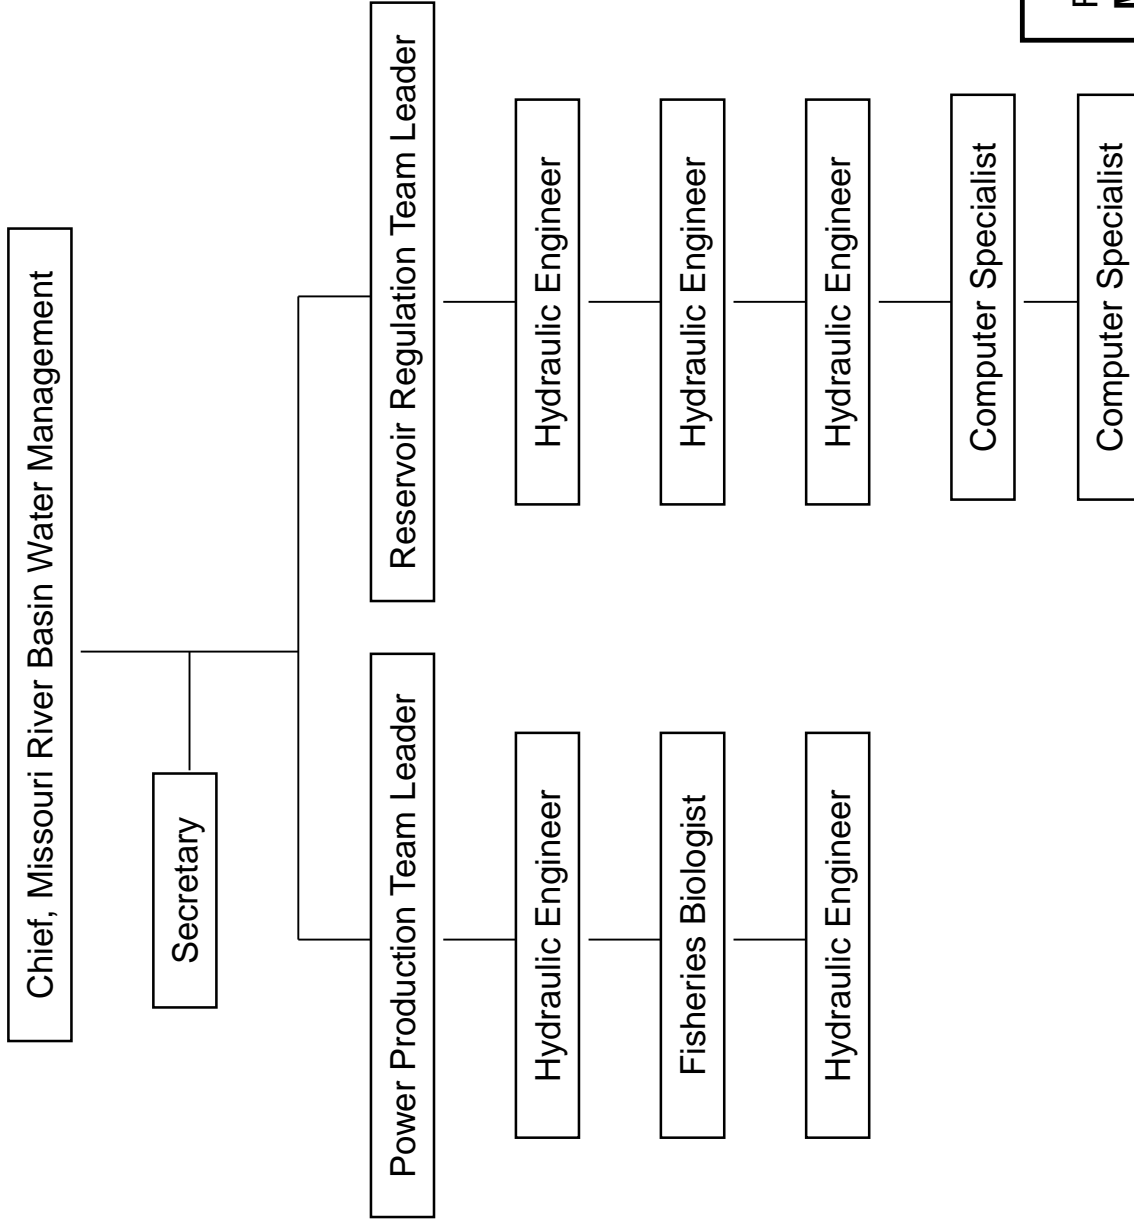 Chief, Missouri River Basin Water Management
Secretary
Power Production Team Leader
Hydraulic Engineer
Fisheries Biologist
Hydraulic Engineer
Reservoir Regulation Team Leader
Hydraulic Engineer
Hydraulic Engineer
Hydraulic Engineer
Computer Specialist
Computer Specialist